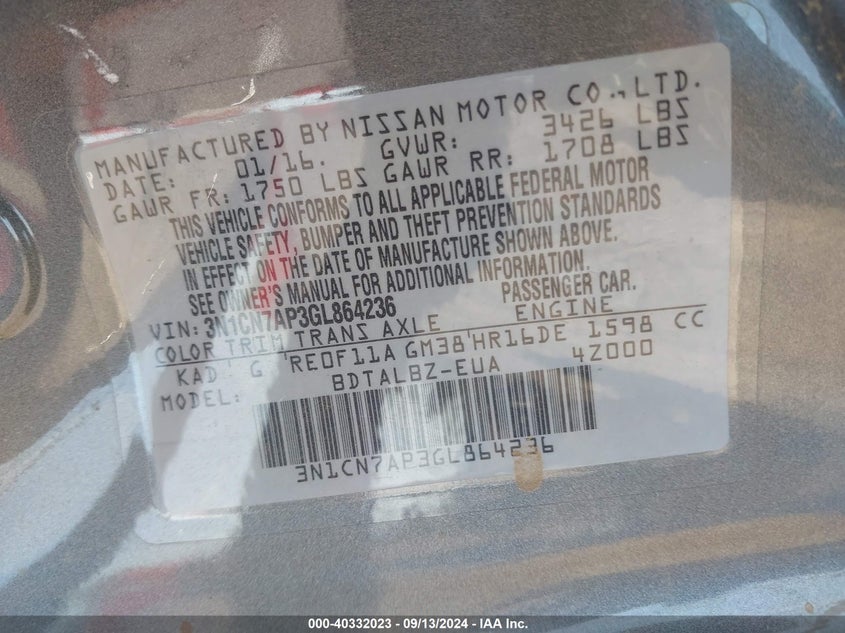 MANUFACTURED BY NISSAN MOTOR CO., LTD.
DATE: 01/16. GVWR: 3426 LBS
GAWR FR: 1750 LBS GAWR RR: 1708 LBS
THIS VEHICLE CONFORMS TO ALL APPLICABLE FEDERAL MOTOR
VEHICLE SAFETY, BUMPER AND THEFT PREVENTION STANDARDS
IN EFFECT ON THE DATE OF MANUFACTURE SHOWN ABOVE.
SEE OWNER'S MANUAL FOR ADDITIONAL INFORMATION.
VIN: 3N1CN7AP3GL864236 PASSENGER CAR.
COLOR TRIM TRANS AXLE ENGINE
KAD G RE0F11A GM38 HR16DE 1598 CC
MODEL: BDTALBZ-EUA 4Z000
3N1CN7AP3GL864236
000-40332023 - 09/13/2024 - IAA Inc.